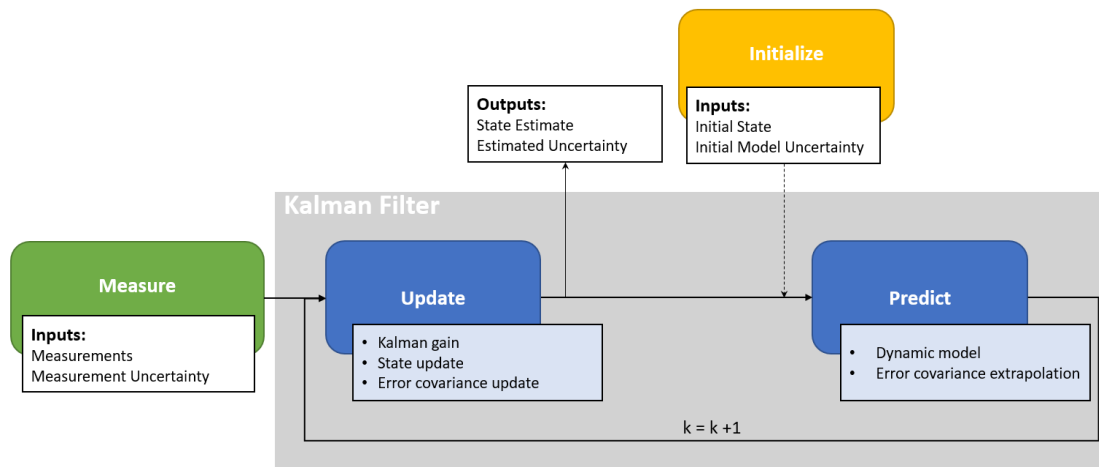 Initialize
Outputs:
State Estimate
Estimated Uncertainty
Inputs:
Initial State
Initial Model Uncertainty
Kalman Filter
Measure
Inputs:
Measurements
Measurement Uncertainty
Update
• Kalman gain
• State update
• Error covariance update
Predict
• Dynamic model
• Error covariance extrapolation
k = k +1